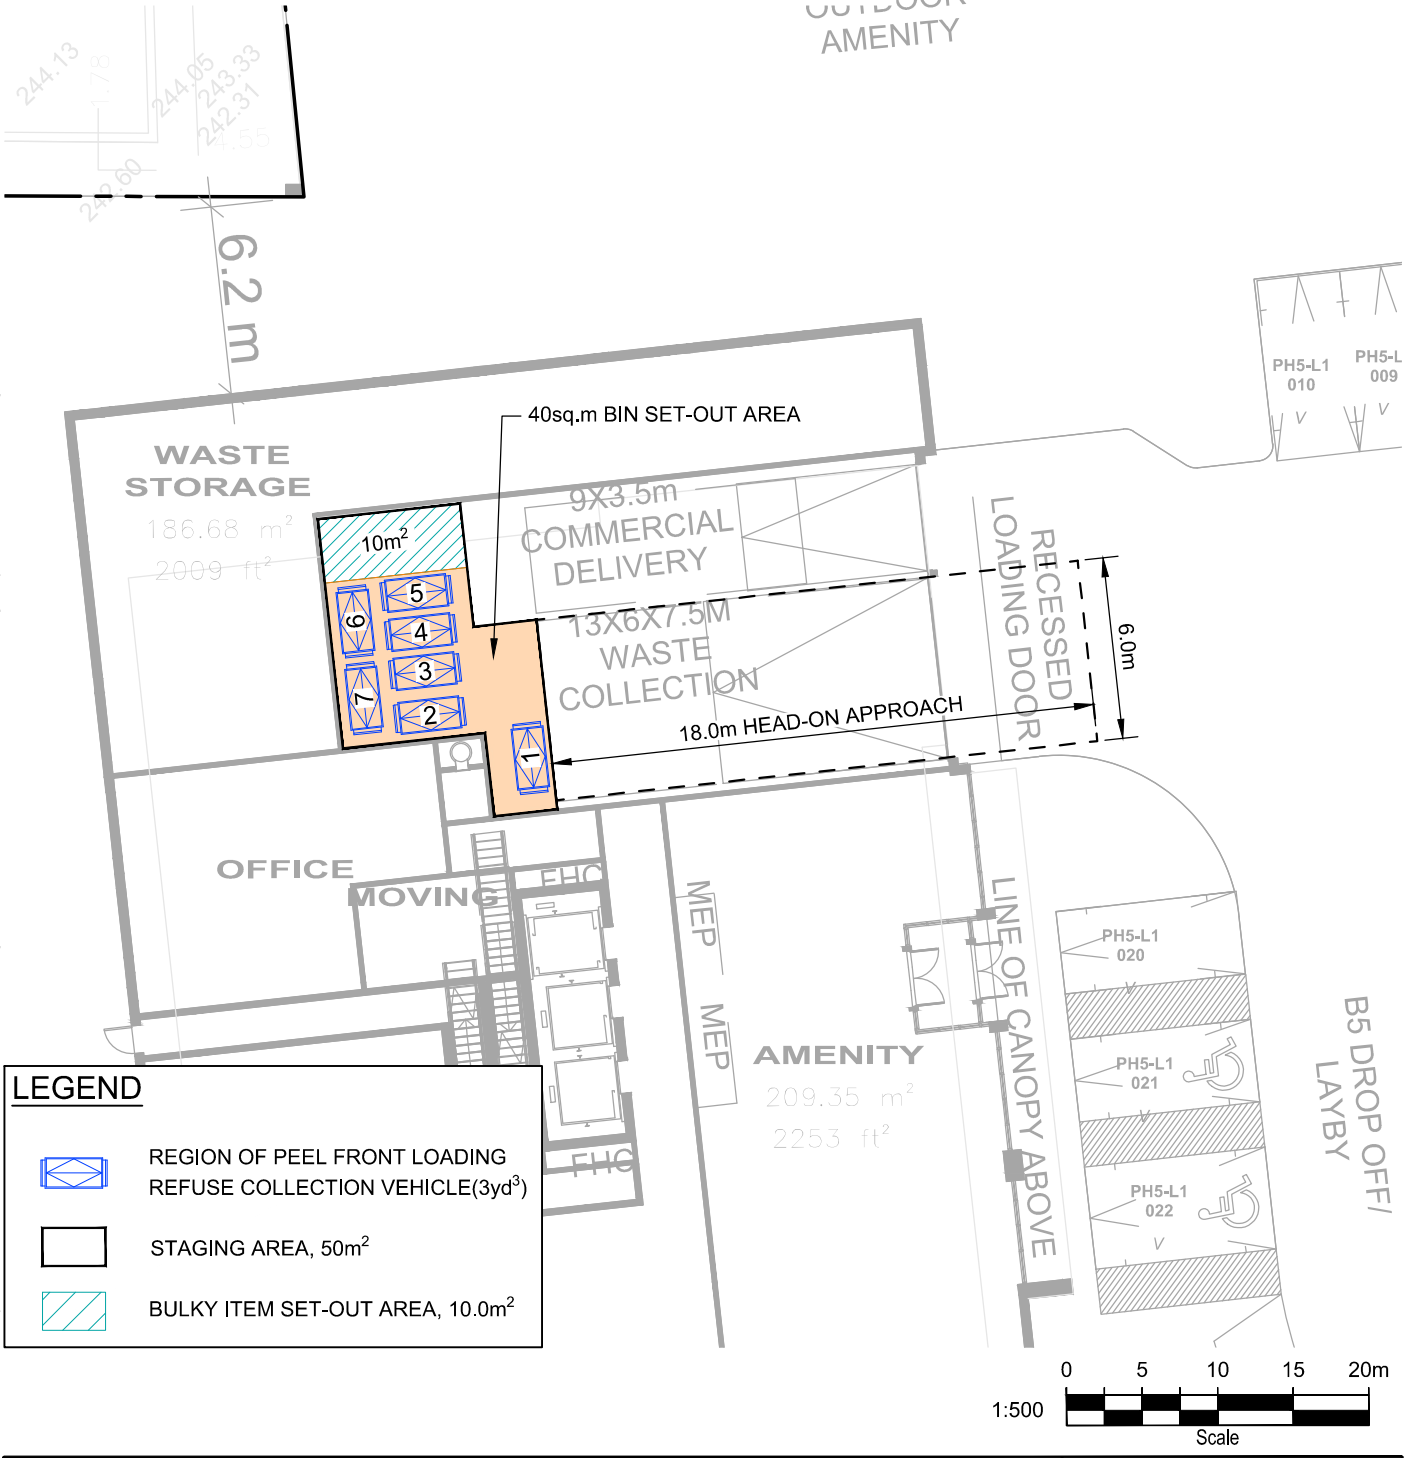 OUTDOOR
AMENITY
244.13
1.78
244.05
243.33
242.31
4.55
242.60
6.2 m
PH5-L1
010
PH5-L
009
V
V
40sq.m BIN SET-OUT AREA
WASTE
STORAGE
186.68 m²
2009 ft²
10m²
9X3.5m
COMMERCIAL
DELIVERY
RECESSED
LOADING DOOR
5
4
3
2
6
7
1
13X6X7.5M
WASTE
COLLECTION
6.0m
18.0m HEAD-ON APPROACH
OFFICE
MOVING
FHC
MEP
MEP
LINE OF CANOPY ABOVE
PH5-L1
020
V
AMENITY
209.35 m²
2253 ft²
PH5-L1
021
V
B5 DROP OFF/
LAYBY
FHC
PH5-L1
022
V
LEGEND
REGION OF PEEL FRONT LOADING
REFUSE COLLECTION VEHICLE(3yd³)
STAGING AREA, 50m²
BULKY ITEM SET-OUT AREA, 10.0m²
0 5 10 15 20m
1:500
Scale